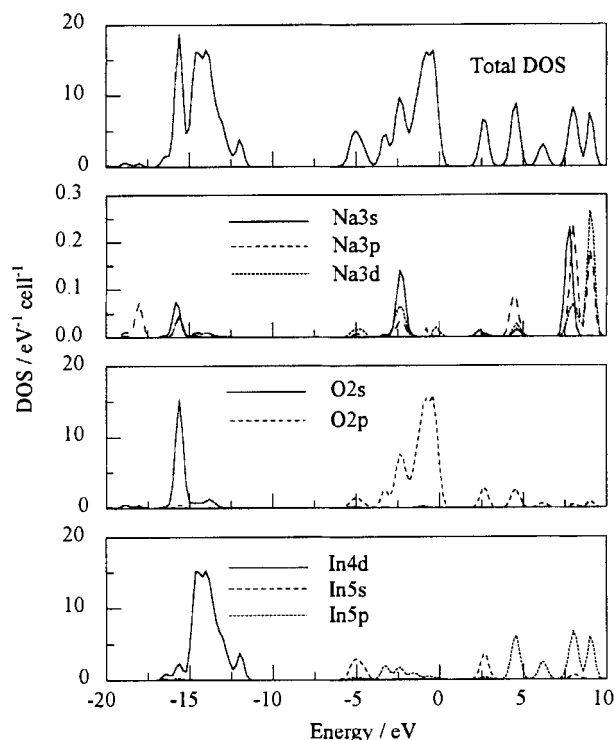 20
15
10
5
0
Total DOS
0.3
0.2
0.1
0.0
Na3s
Na3p
Na3d
DOS / eV⁻¹ cell⁻¹
20
10
0
O2s
O2p
20
10
0
In4d
In5s
In5p
-20 -15 -10 -5 0 5 10
Energy / eV